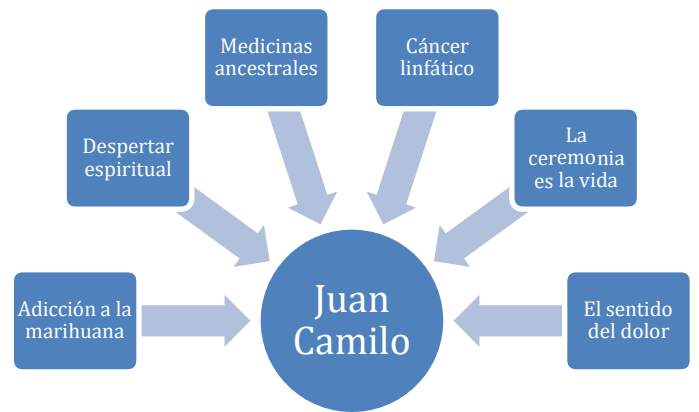 Medicinas
ancestrales
Cáncer
linfático
Despertar
espiritual
La
ceremonia
es la vida
Adicción a la
marihuana
Juan
Camilo
El sentido
del dolor